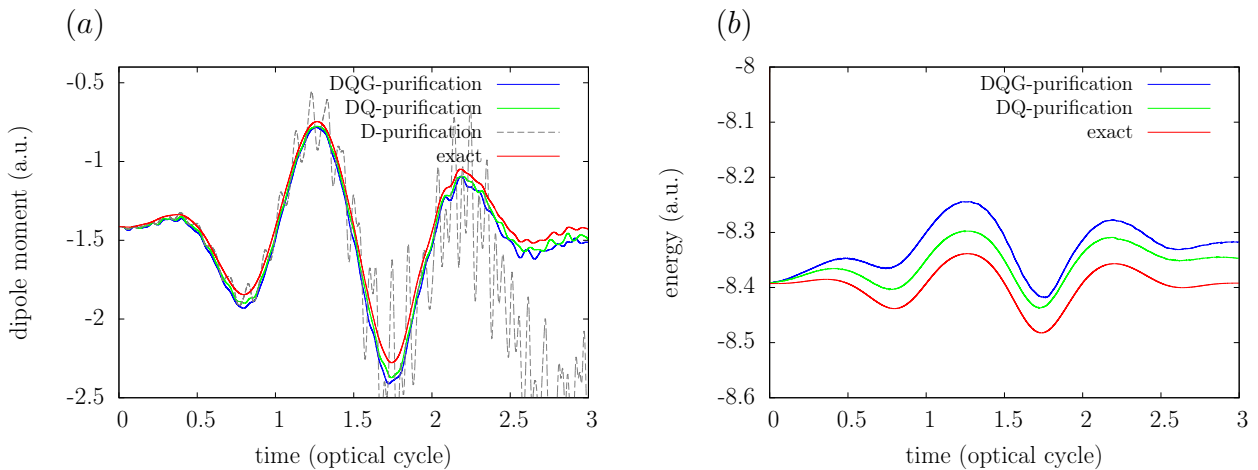 (a)
dipole moment (a.u.)
-0.5
-1
-1.5
-2
-2.5
DQG-purification
DQ-purification
D-purification
exact
0
0.5
1
1.5
2
2.5
3
time (optical cycle)
(b)
energy (a.u.)
-8
-8.1
-8.2
-8.3
-8.4
-8.5
-8.6
DQG-purification
DQ-purification
exact
0
0.5
1
1.5
2
2.5
3
time (optical cycle)